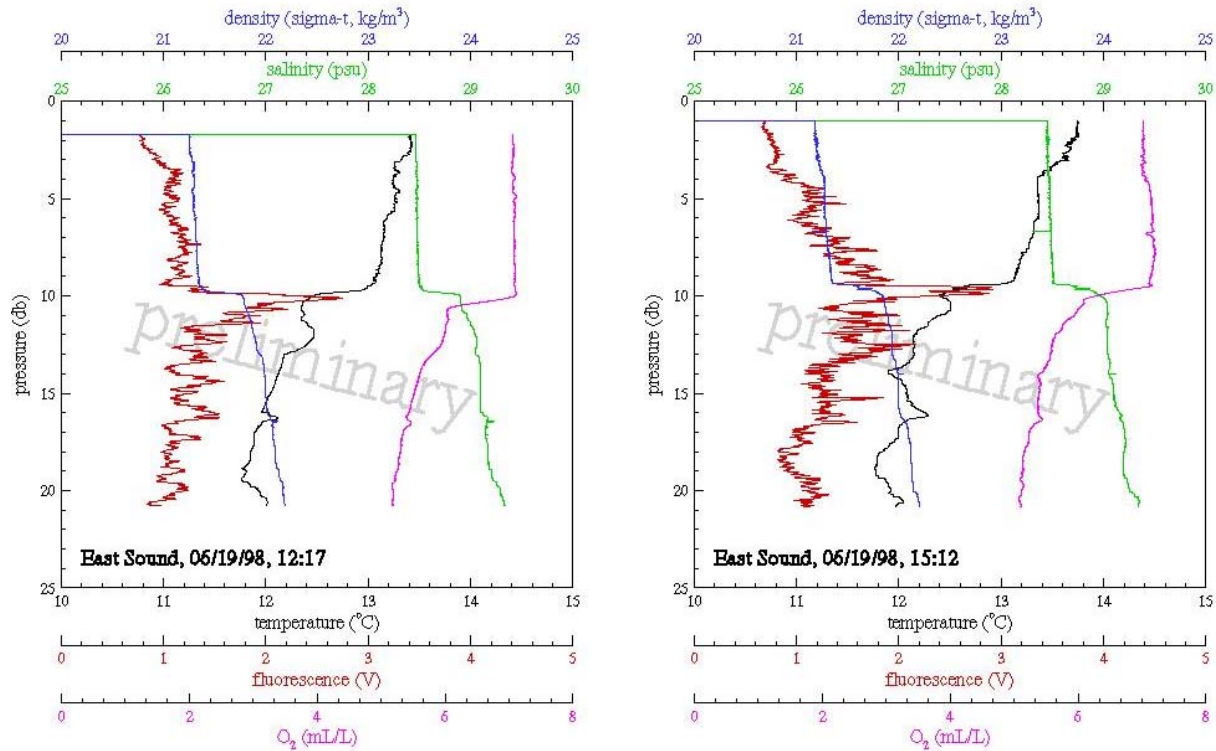 density (sigma-t, kg/m³)
20 21 22 23 24 25
salinity (psu)
25 26 27 28 29 30
0
5
10
15
20
25
pressure (db)
preliminary
East Sound, 06/19/98, 12:17
10 11 12 13 14 15
temperature (°C)
0 1 2 3 4 5
fluorescence (V)
0 2 4 6 8
O₂ (mL/L)
density (sigma-t, kg/m³)
20 21 22 23 24 25
salinity (psu)
25 26 27 28 29 30
0
5
10
15
20
25
pressure (db)
preliminary
East Sound, 06/19/98, 15:12
10 11 12 13 14 15
temperature (°C)
0 1 2 3 4 5
fluorescence (V)
0 2 4 6 8
O₂ (mL/L)